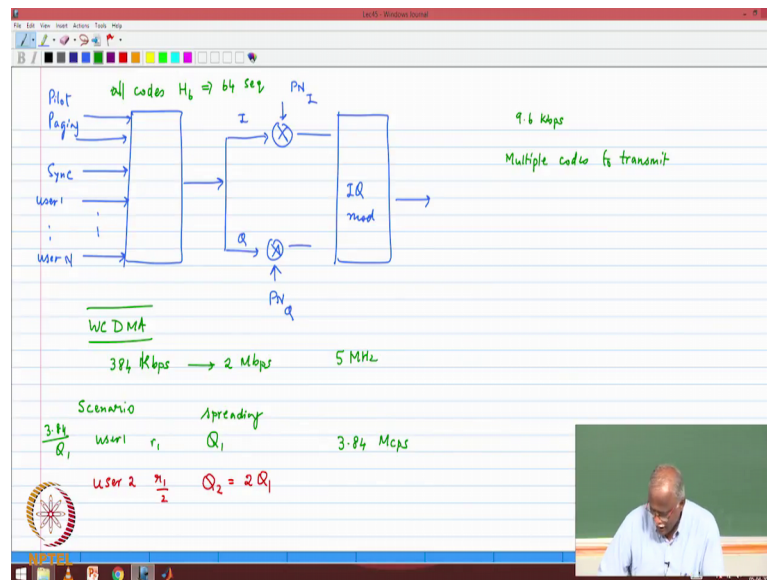 Lec45 - Windows Journal
File Edit View Insert Actions Tools Help
B I
all codes H6 ⇒ 64 seq
Pilot
Paging
Sync
user 1
⋮ ⋮
user N
I
PN_I
Q
PN_Q
IQ
mod
9.6 Kbps
Multiple codes to transmit
WCDMA
384 Kbps → 2 Mbps 5 MHz
Scenario spreading
3.84/Q1 user 1 r1 Q1 3.84 Mcps
user 2 r1/2 Q2 = 2Q1
NPTEL